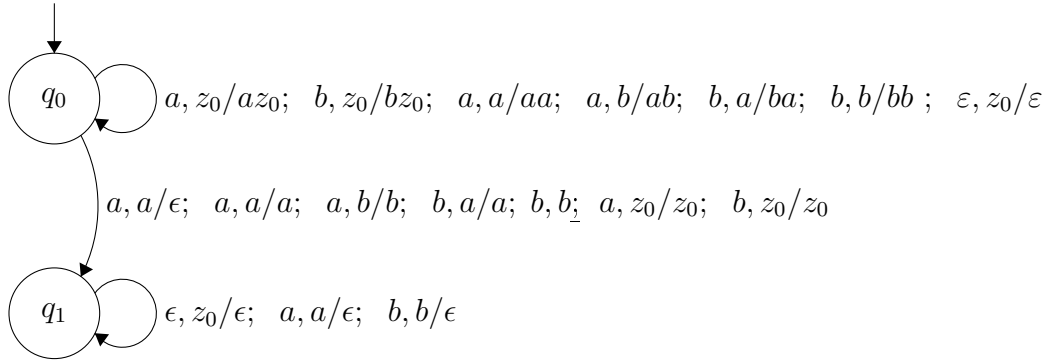 q₀
a, z₀/az₀; b, z₀/bz₀; a, a/aa; a, b/ab; b, a/ba; b, b/bb ; ε, z₀/ε
a, a/ϵ; a, a/a; a, b/b; b, a/a; b, b; a, z₀/z₀; b, z₀/z₀
q₁
ϵ, z₀/ϵ; a, a/ϵ; b, b/ϵ